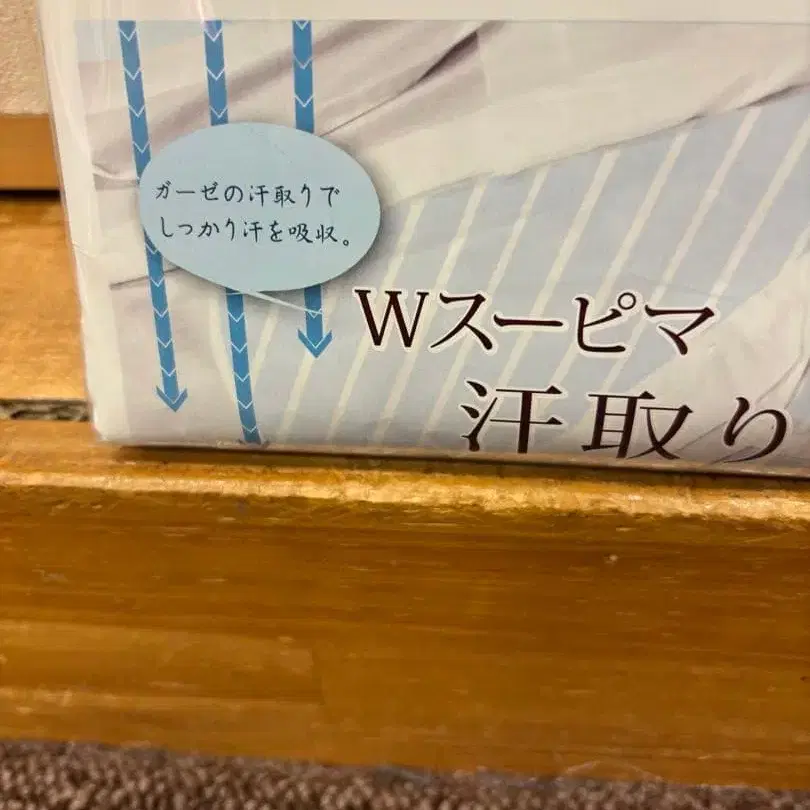 ガーゼの汗取りで
しっかり汗を吸収。
Wスーピマ
汗取り